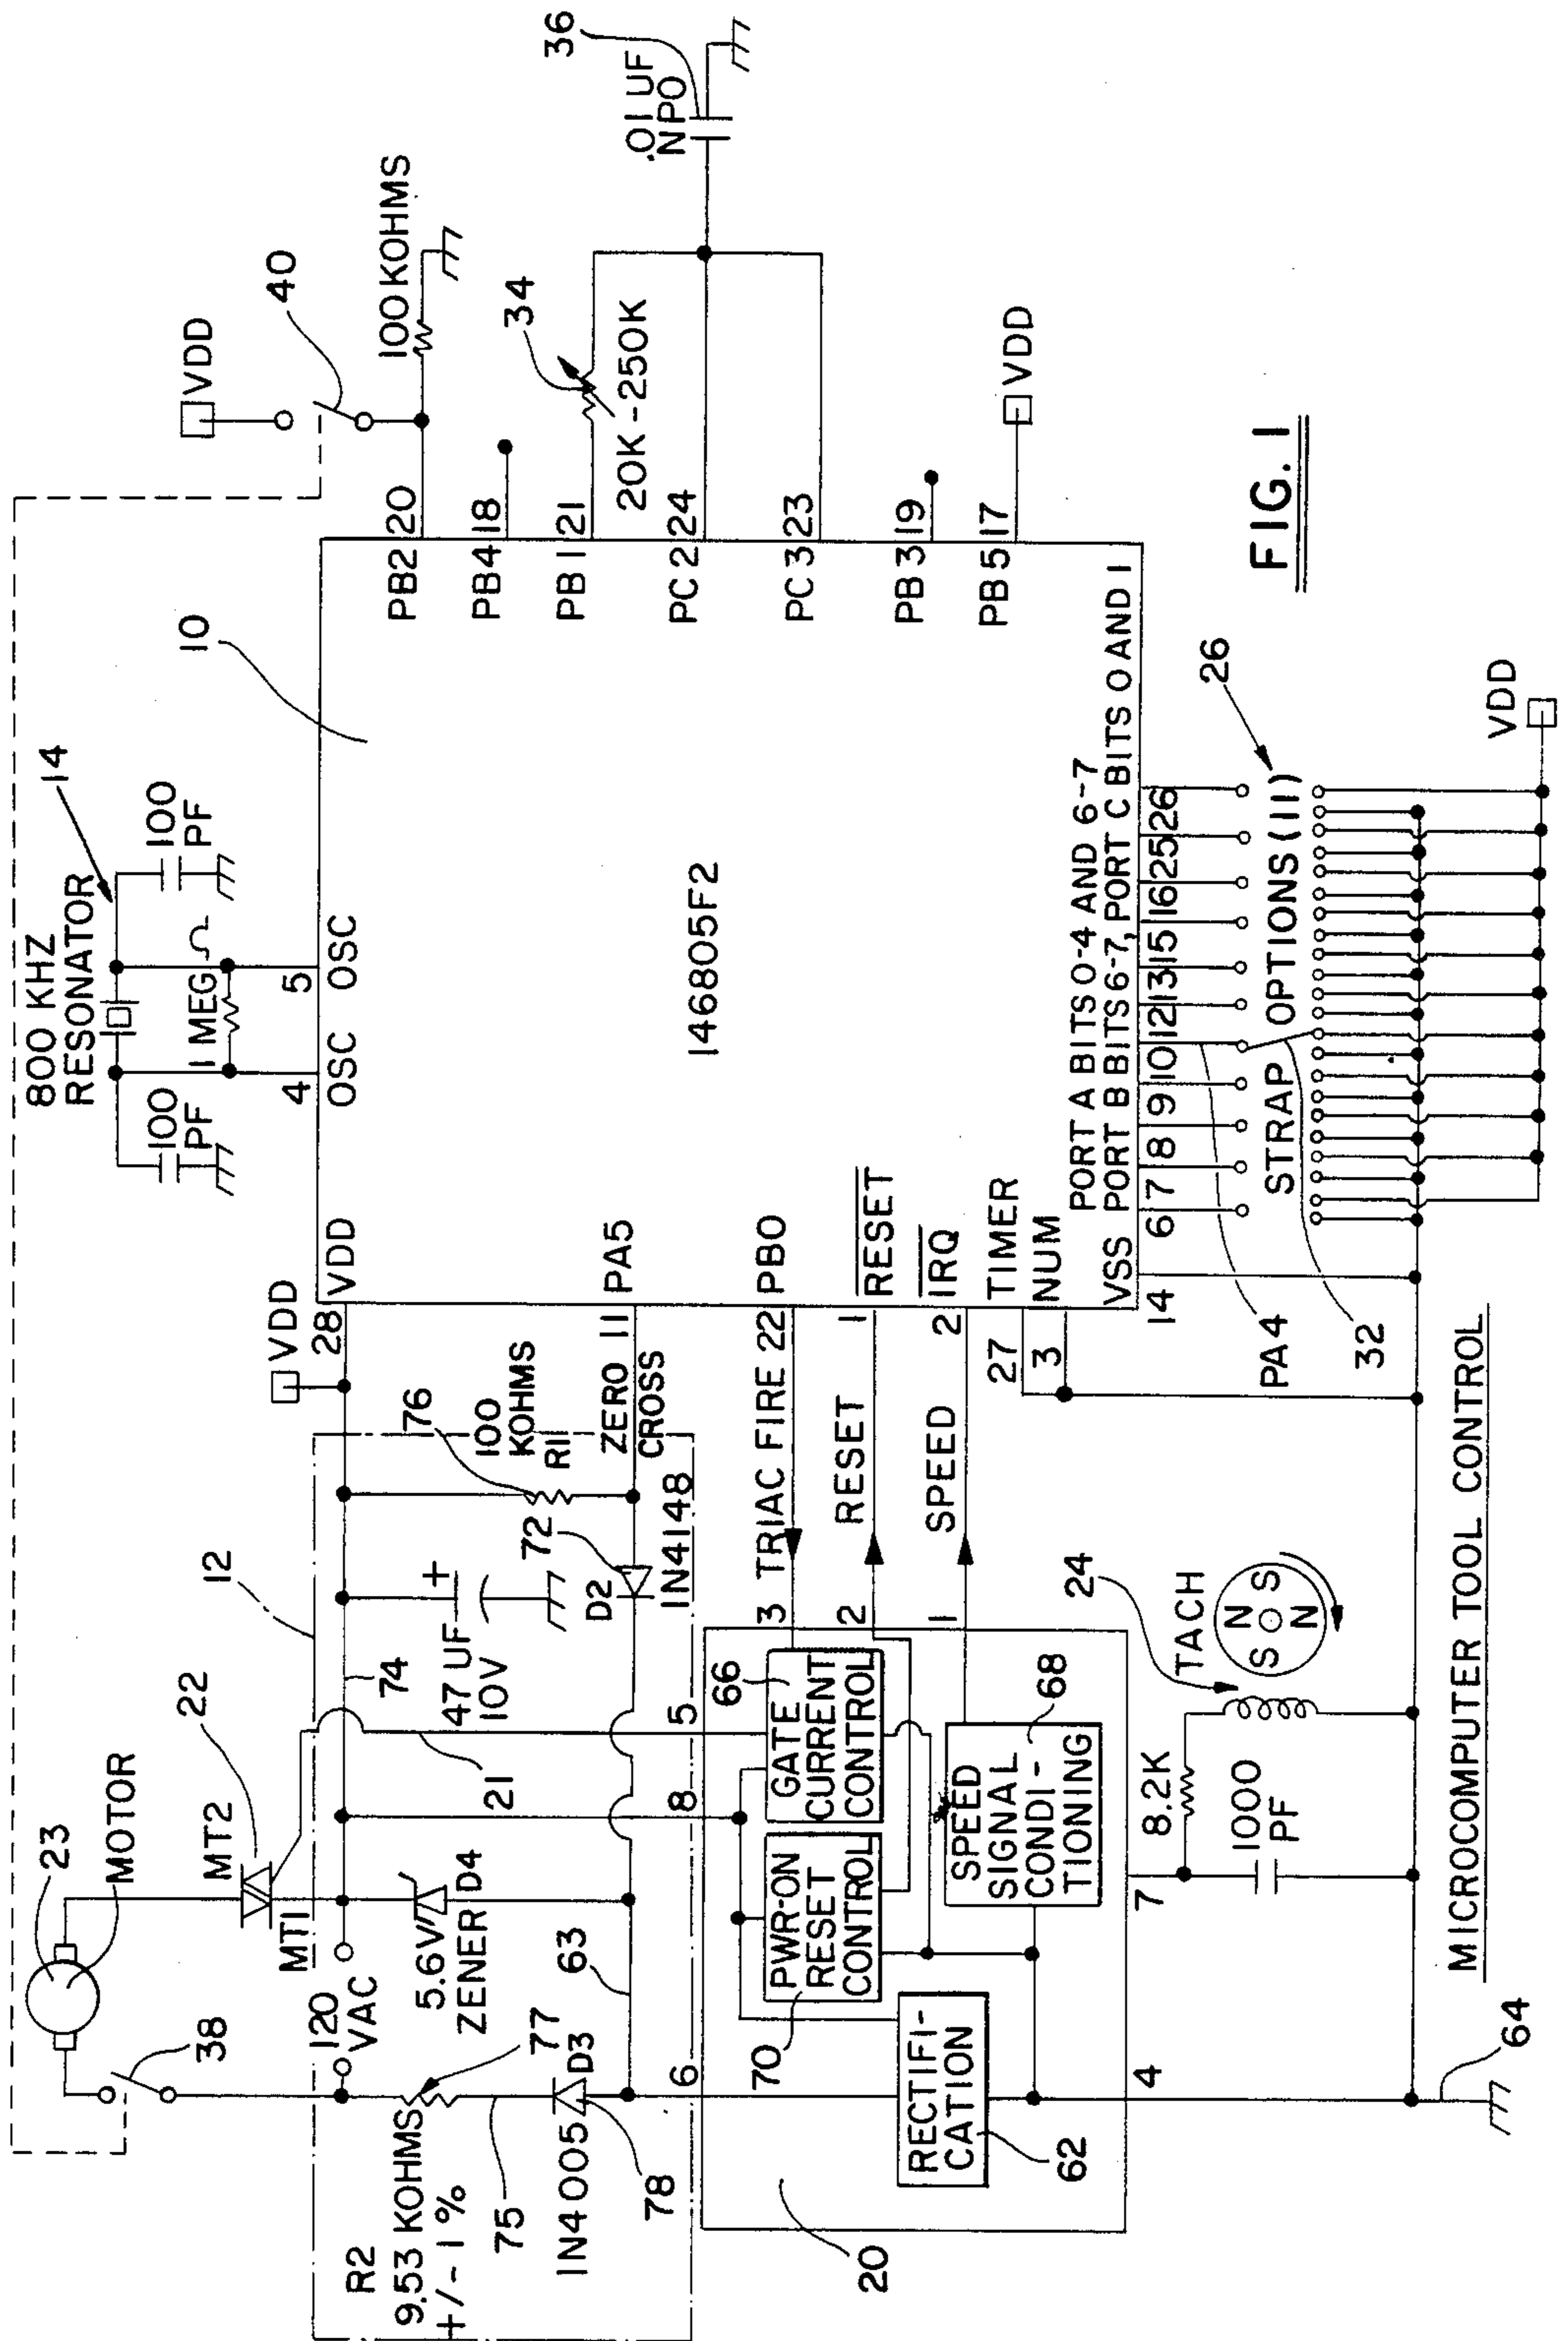 800 KHZ
RESONATOR
14
100
PF
1 MEG Ω
100
PF
4
OSC
5
OSC
10
146805F2
VDD
40
100 KOHMS
PB2 20
PB4 18
PB1 21
34
20K-250K
PC2 24
PC3 23
PB3 19
PB5 17
VDD
.01 UF
NPO
36
FIG. 1
23
MOTOR
38
MT2
22
MT1
120
VAC
12
VDD
28
VDD
R2
9.53 KOHMS
+/-1 %
77
75
1N4005
D3
78
5.6V
ZENER D4
63
74
21
47 UF
10V
+
76
100
KOHMS
R11
72
D2
1N4148
ZERO
CROSS
11 PA5
6
8
5
3 TRIAC FIRE 22 PB0
2 RESET 1 RESET
1 SPEED 2 IRQ
27 TIMER
3 NUM
20
RECTIFI-
CATION
62
70
PWR-ON
RESET
CONTROL
66
GATE
CURRENT
CONTROL
SPEED
SIGNAL
CONDI-
TIONING
68
4
7
8.2K
1000
PF
24
TACH
S
N
S
N
64
VSS
14
PORT A BITS 0-4 AND 6-7
PORT B BITS 6-7, PORT C BITS 0 AND 1
6 7 8 9 10 12 13 15 16 25 26
STRAP OPTIONS (11)
26
PA4
32
VDD
MICROCOMPUTER TOOL CONTROL